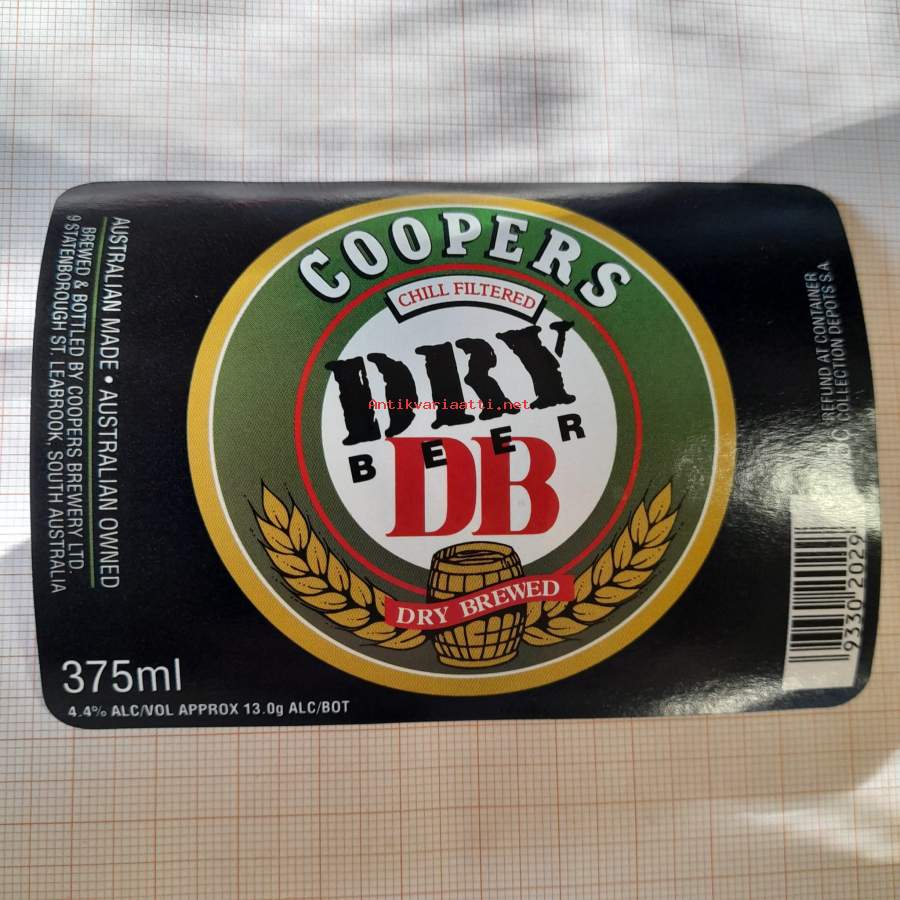 COOPERS
CHILL FILTERED
DRY
BEER
DB
DRY BREWED
AUSTRALIAN MADE • AUSTRALIAN OWNED
BREWED & BOTTLED BY COOPERS BREWERY LTD.
9 STATENBOROUGH ST. LEABROOK, SOUTH AUSTRALIA
375ml
4.4% ALC/VOL APPROX 13.0g ALC/BOT
REFUND AT CONTAINER
COLLECTION DEPOTS S.A.
9330 2029
Antikvariaatti.net